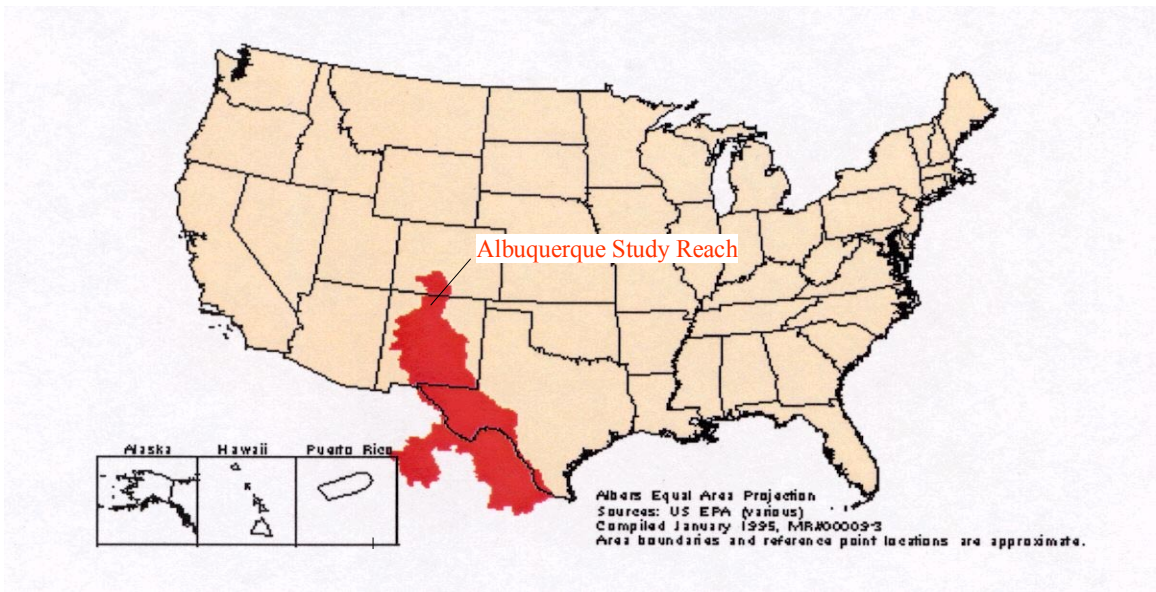 Albuquerque Study Reach
Alaska
Hawaii
Puerto Rico
Albers Equal Area Projection
Sources: US EPA (various)
Compiled January 1995, MR#00009-3
Area boundaries and reference point locations are approximate.